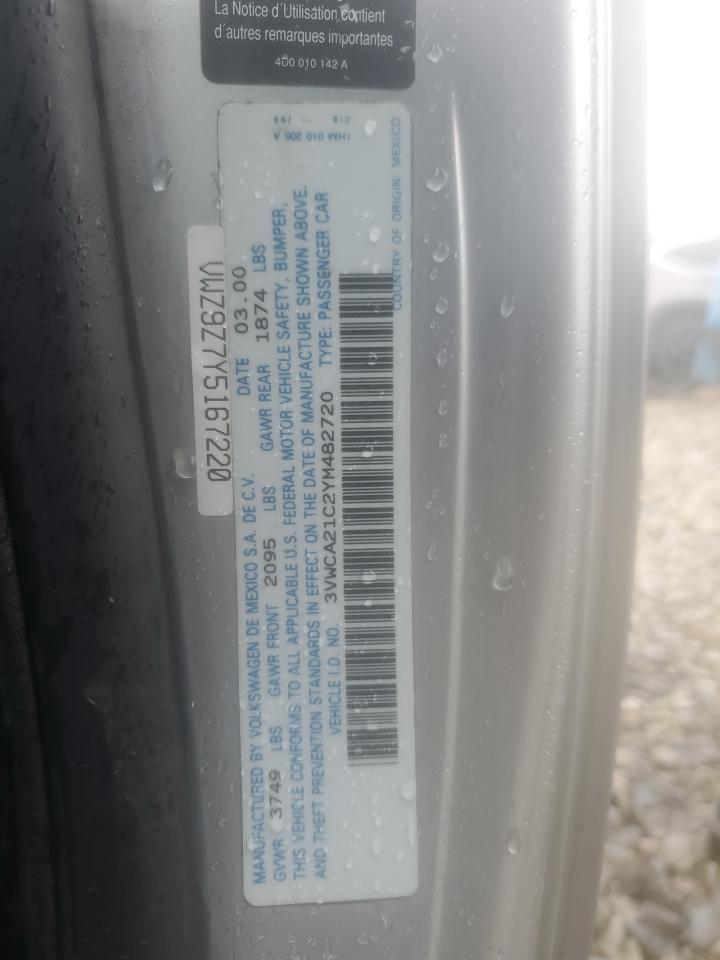 La Notice d´Utilisation contient
d´autres remarques importantes
4D0 010 142 A
VWZ9Z7Y5167220
MANUFACTURED BY VOLKSWAGEN DE MEXICO S.A. DE C.V. DATE 03.00
GVWR 3749 LBS GAWR FRONT 2095 LBS GAWR REAR 1874 LBS
THIS VEHICLE CONFORMS TO ALL APPLICABLE U.S. FEDERAL MOTOR VEHICLE SAFETY, BUMPER,
AND THEFT PREVENTION STANDARDS IN EFFECT ON THE DATE OF MANUFACTURE SHOWN ABOVE.
VEHICLE I.D. NO. 3VWCA21C2YM482720 TYPE: PASSENGER CAR
COUNTRY OF ORIGIN: MEXICO
1HM 010 205 A